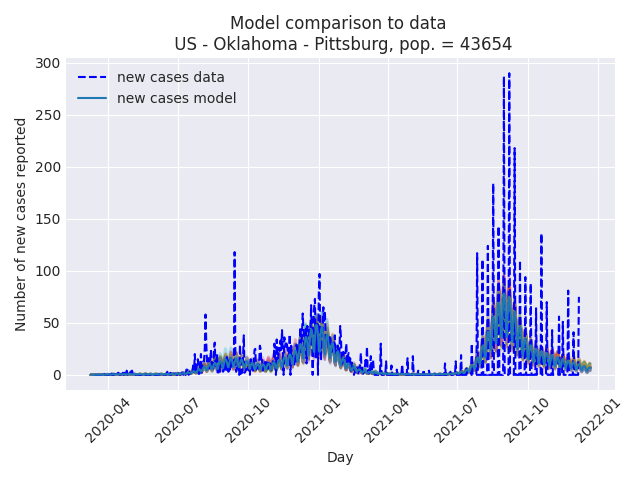 Model comparison to data
US - Oklahoma - Pittsburg, pop. = 43654
new cases data
new cases model
Number of new cases reported
300
250
200
150
100
50
0
2020-04
2020-07
2020-10
2021-01
2021-04
2021-07
2021-10
2022-01
Day